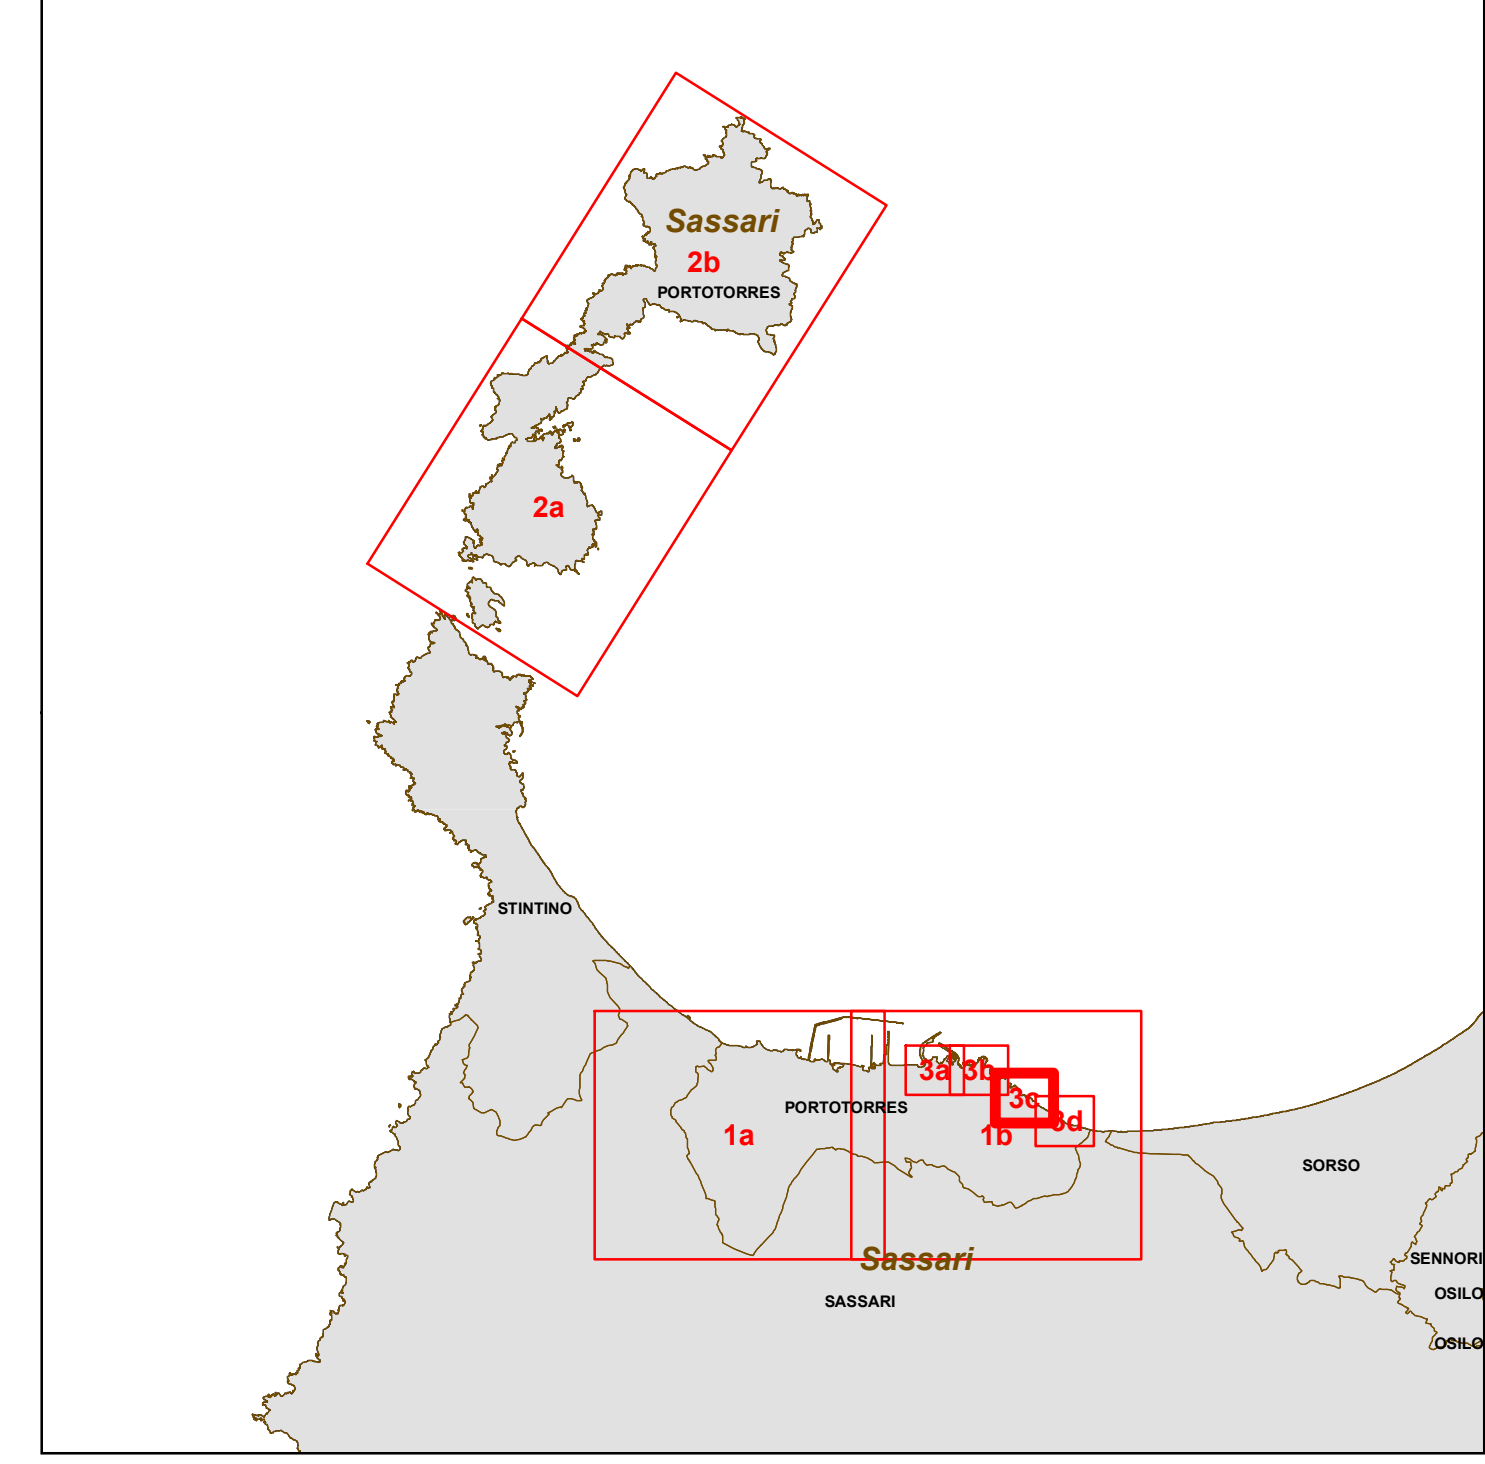 Sassari
2b
PORTOTORRES
2a
STINTINO
3a
3b
3c
PORTOTORRES
3d
1a
1b
SORSO
Sassari
SENNORI
OSILO
SASSARI
OSILO